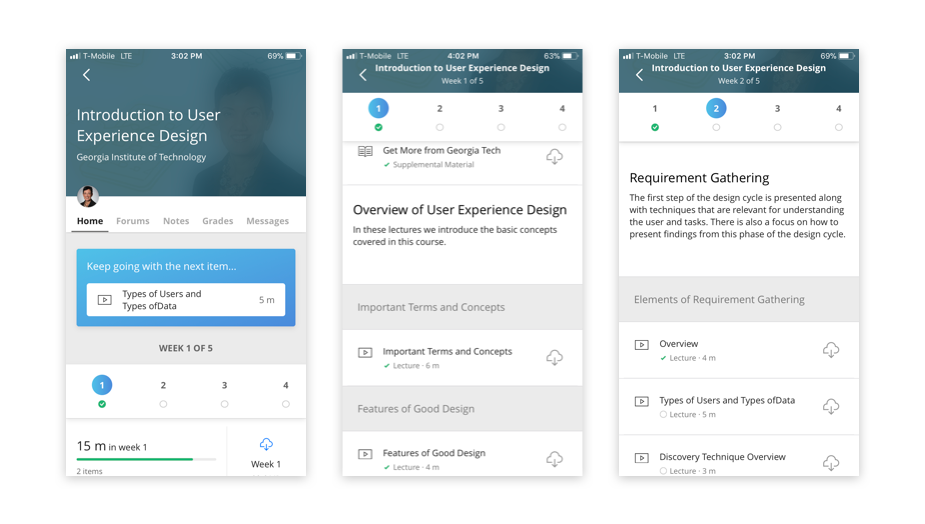 T-Mobile LTE 3:02 PM 69%
Introduction to User
Experience Design
Georgia Institute of Technology
Home Forums Notes Grades Messages
Keep going with the next item...
Types of Users and
Types ofData
5 m
WEEK 1 OF 5
1 2 3 4
15 m in week 1
2 items
Week 1
T-Mobile LTE 4:02 PM 63%
Introduction to User Experience Design
Week 1 of 5
1 2 3 4
Get More from Georgia Tech
Supplemental Material
Overview of User Experience Design
In these lectures we introduce the basic concepts
covered in this course.
Important Terms and Concepts
Important Terms and Concepts
Lecture · 6 m
Features of Good Design
Features of Good Design
Lecture · 4 m
T-Mobile LTE 3:02 PM 69%
Introduction to User Experience Design
Week 2 of 5
1 2 3 4
Requirement Gathering
The first step of the design cycle is presented along
with techniques that are relevant for understanding
the user and tasks. There is also a focus on how to
present findings from this phase of the design cycle.
Elements of Requirement Gathering
Overview
Lecture · 4 m
Types of Users and Types ofData
Lecture · 5 m
Discovery Technique Overview
Lecture · 3 m